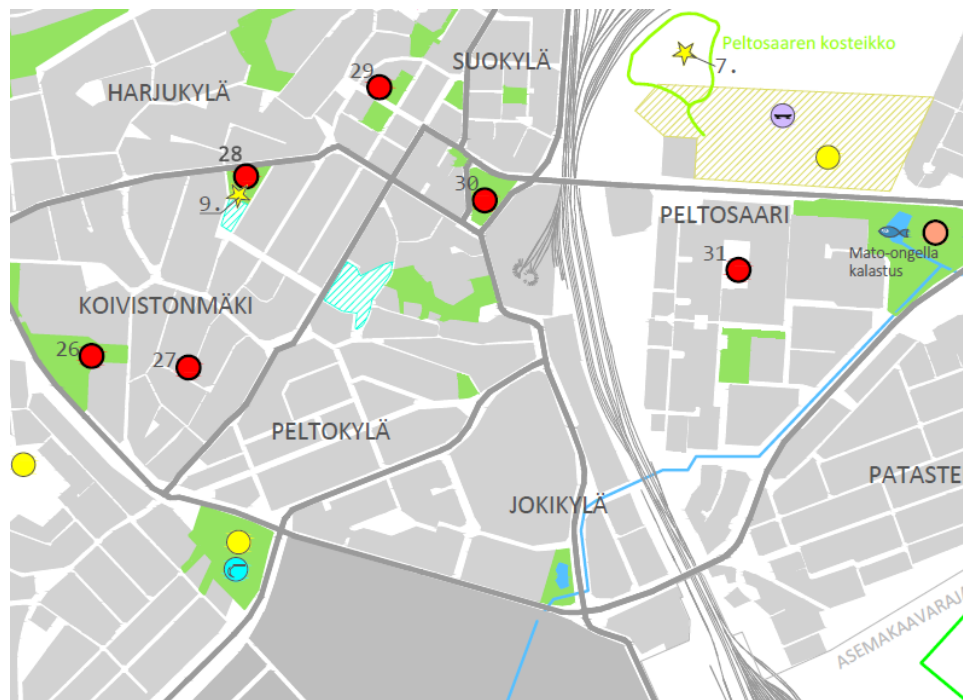 Peltosaaren kosteikko
SUOKYLÄ
7.
29
HARJUKYLÄ
28
30
9.
PELTOSAARI
Mato-ongella
kalastus
31
KOIVISTONMÄKI
26
27
PELTOKYLÄ
PATASTE
JOKIKYLÄ
ASEMAKAAVARAJA